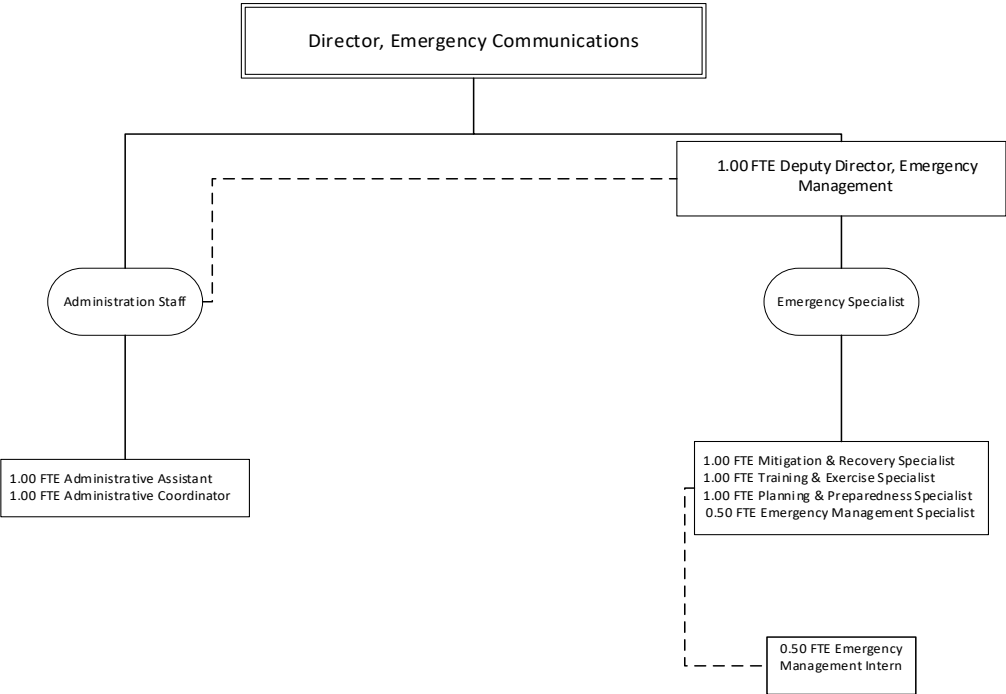 Director, Emergency Communications
1.00 FTE Deputy Director, Emergency
Management
Administration Staff
Emergency Specialist
1.00 FTE Administrative Assistant
1.00 FTE Administrative Coordinator
1.00 FTE Mitigation & Recovery Specialist
1.00 FTE Training & Exercise Specialist
1.00 FTE Planning & Preparedness Specialist
0.50 FTE Emergency Management Specialist
0.50 FTE Emergency
Management Intern